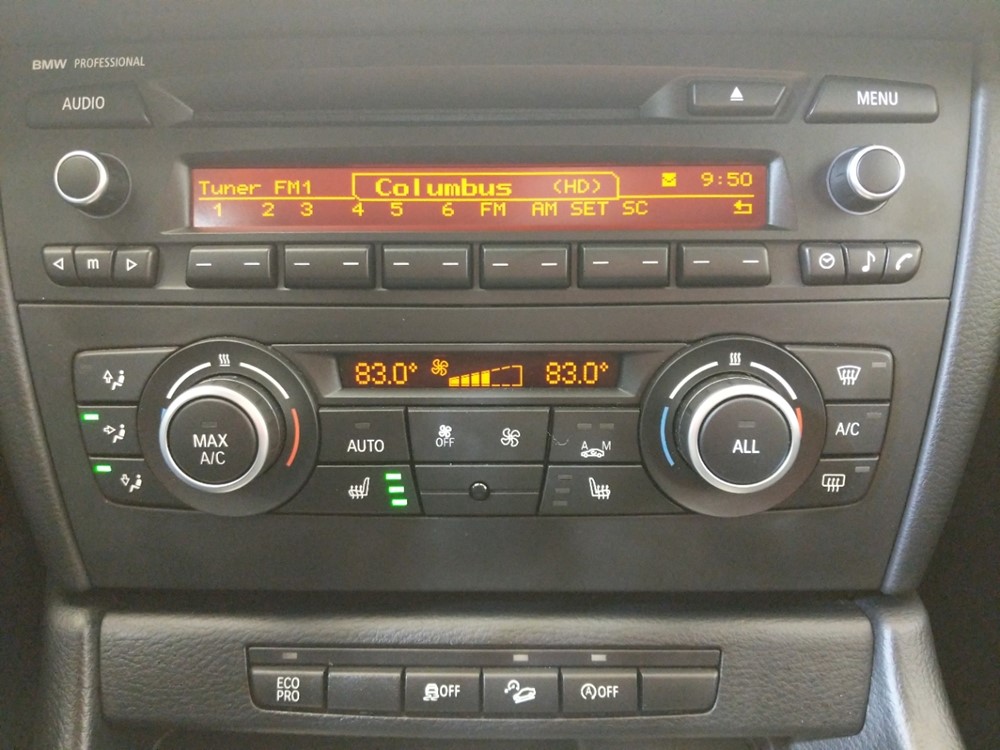 BMW PROFESSIONAL
AUDIO
MENU
Tuner FM1 Columbus (HD) 9:50
1 2 3 4 5 6 FM AM SET SC
m
83.0° 83.0°
MAX
A/C
AUTO
OFF
A M
ALL
A/C
ECO
PRO
OFF
A OFF